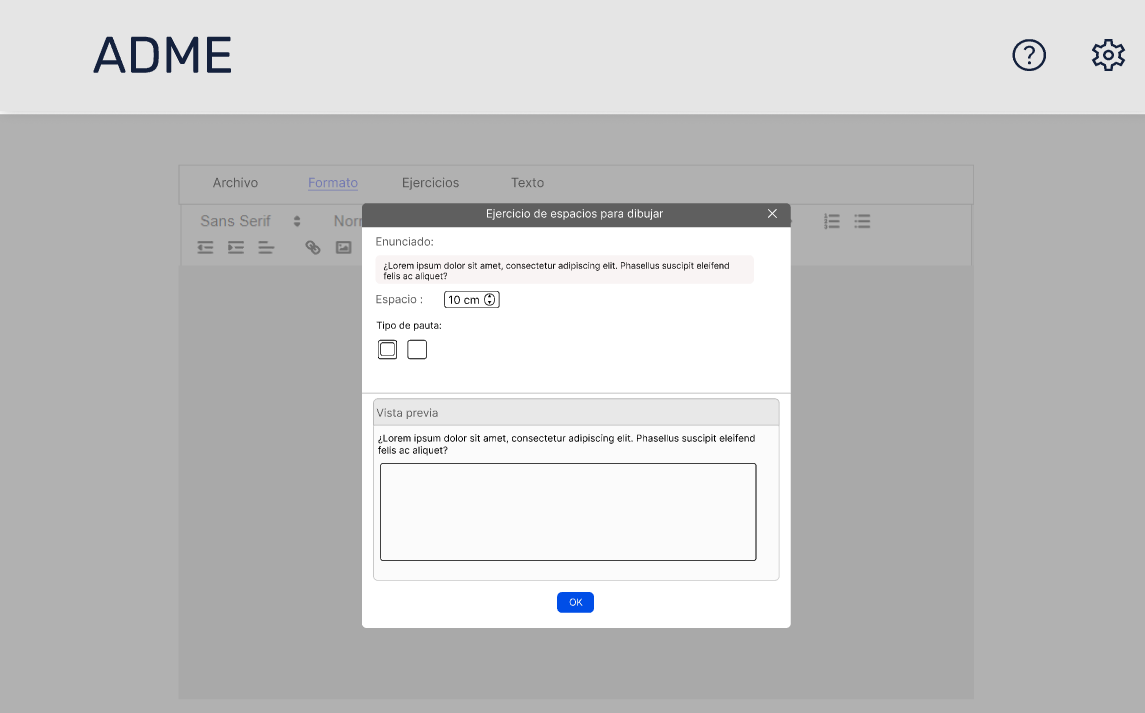 ADME
Archivo Formato Ejercicios Texto
Sans Serif
Ejercicio de espacios para dibujar
Enunciado:
¿Lorem ipsum dolor sit amet, consectetur adipiscing elit. Phasellus suscipit eleifend
felis ac aliquet?
Espacio :
10 cm
Tipo de pauta:
Vista previa
¿Lorem ipsum dolor sit amet, consectetur adipiscing elit. Phasellus suscipit eleifend
felis ac aliquet?
OK